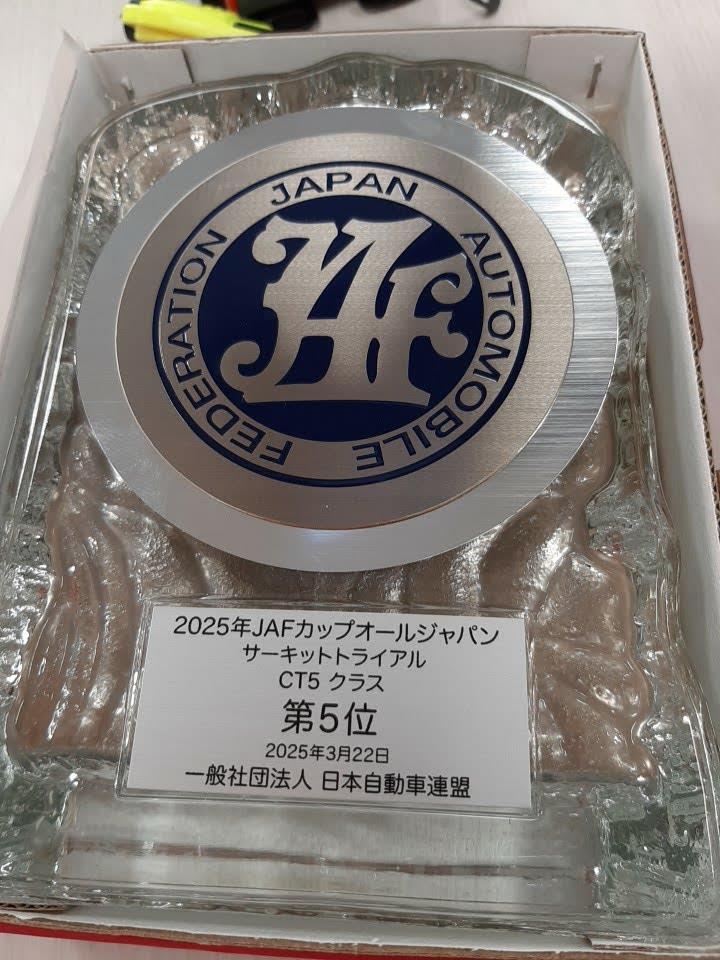 JAPAN AUTOMOBILE FEDERATION
JAF
2025年JAFカップオールジャパン
サーキットトライアル
CT5 クラス
第5位
2025年3月22日
一般社団法人 日本自動車連盟